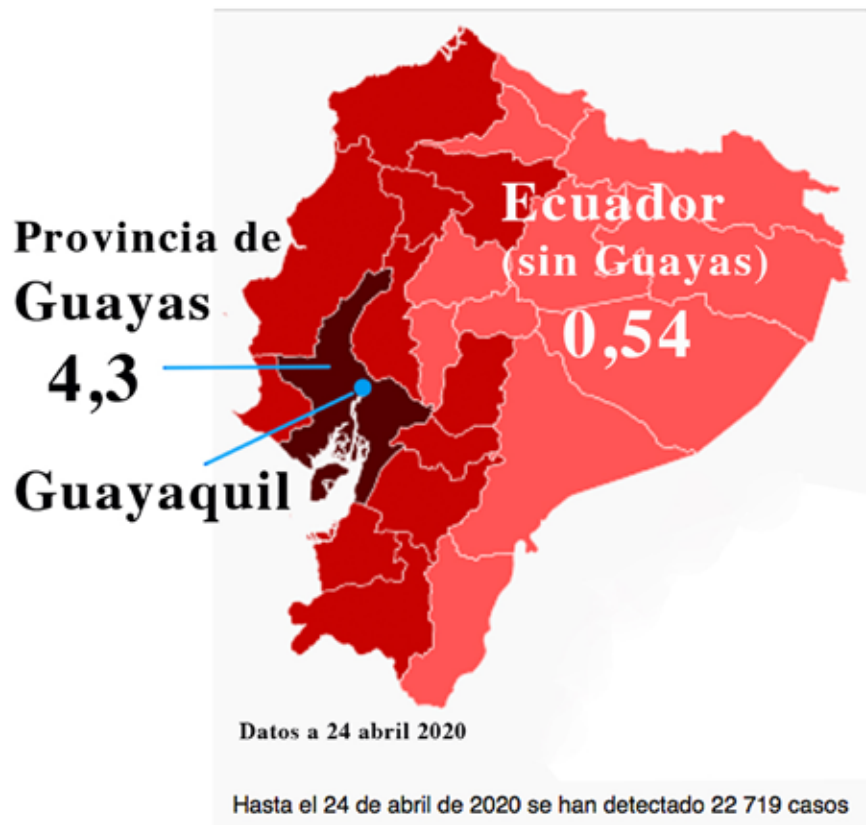 Provincia de
Guayas
4,3
Guayaquil
Ecuador
(sin Guayas)
0,54
Datos a 24 abril 2020
Hasta el 24 de abril de 2020 se han detectado 22 719 casos